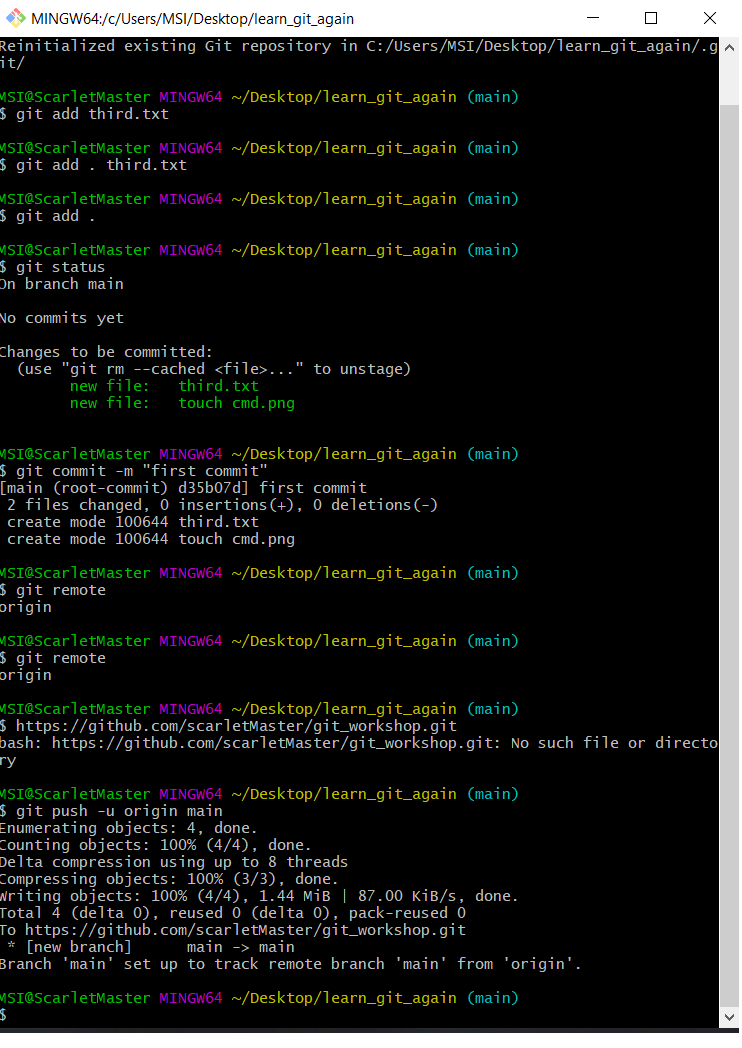 MINGW64:/c/Users/MSI/Desktop/learn_git_again
Reinitialized existing Git repository in C:/Users/MSI/Desktop/learn_git_again/.g
it/
MSI@ScarletMaster MINGW64 ~/Desktop/learn_git_again (main)
$ git add third.txt
MSI@ScarletMaster MINGW64 ~/Desktop/learn_git_again (main)
$ git add . third.txt
MSI@ScarletMaster MINGW64 ~/Desktop/learn_git_again (main)
$ git add .
MSI@ScarletMaster MINGW64 ~/Desktop/learn_git_again (main)
$ git status
On branch main
No commits yet
Changes to be committed:
  (use "git rm --cached <file>..." to unstage)
        new file:   third.txt
        new file:   touch cmd.png
MSI@ScarletMaster MINGW64 ~/Desktop/learn_git_again (main)
$ git commit -m "first commit"
[main (root-commit) d35b07d] first commit
 2 files changed, 0 insertions(+), 0 deletions(-)
 create mode 100644 third.txt
 create mode 100644 touch cmd.png
MSI@ScarletMaster MINGW64 ~/Desktop/learn_git_again (main)
$ git remote
origin
MSI@ScarletMaster MINGW64 ~/Desktop/learn_git_again (main)
$ git remote
origin
MSI@ScarletMaster MINGW64 ~/Desktop/learn_git_again (main)
$ https://github.com/scarletMaster/git_workshop.git
bash: https://github.com/scarletMaster/git_workshop.git: No such file or directo
ry
MSI@ScarletMaster MINGW64 ~/Desktop/learn_git_again (main)
$ git push -u origin main
Enumerating objects: 4, done.
Counting objects: 100% (4/4), done.
Delta compression using up to 8 threads
Compressing objects: 100% (3/3), done.
Writing objects: 100% (4/4), 1.44 MiB | 87.00 KiB/s, done.
Total 4 (delta 0), reused 0 (delta 0), pack-reused 0
To https://github.com/scarletMaster/git_workshop.git
 * [new branch]      main -> main
Branch 'main' set up to track remote branch 'main' from 'origin'.
MSI@ScarletMaster MINGW64 ~/Desktop/learn_git_again (main)
$